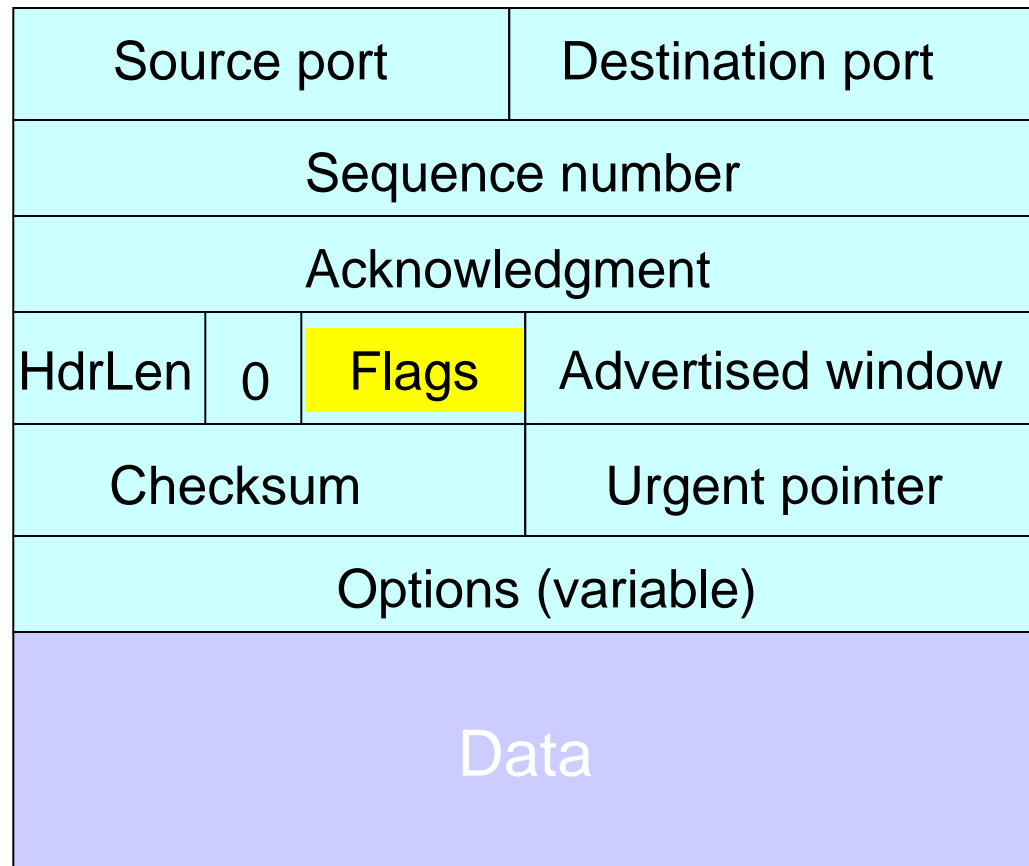 Source port Destination port
Sequence number
Acknowledgment
HdrLen 0 Flags Advertised window
Checksum Urgent pointer
Options (variable)
Data